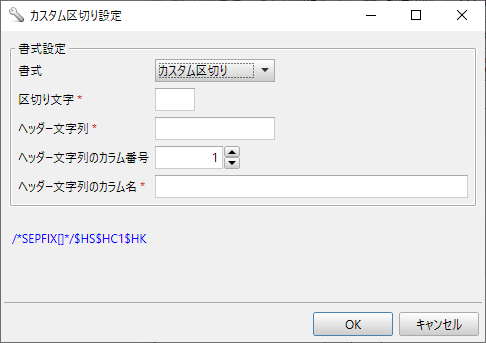 カスタム区切り設定
書式設定
書式
カスタム区切り
区切り文字 *
ヘッダー文字列 *
ヘッダー文字列のカラム番号
1
ヘッダー文字列のカラム名 *
/*SEPFIX[]*/$HS$HC1$HK
OK
キャンセル